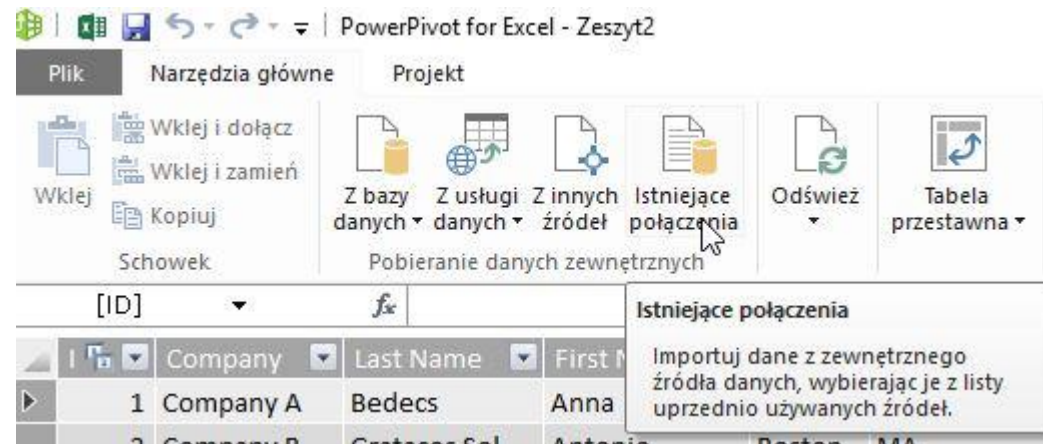 PowerPivot for Excel - Zeszyt2
Plik Narzędzia główne Projekt
Wklej i dołącz
Wklej i zamień
Kopiuj
Wklej
Z bazy danych
Z usługi danych
Z innych źródeł
Istniejące połączenia
Odśwież
Tabela przestawna
Schowek
Pobieranie danych zewnętrznych
[ID] fx
Istniejące połączenia
Importuj dane z zewnętrznego
źródła danych, wybierając je z listy
uprzednio używanych źródeł.
Company Last Name First
1 Company A Bedecs Anna